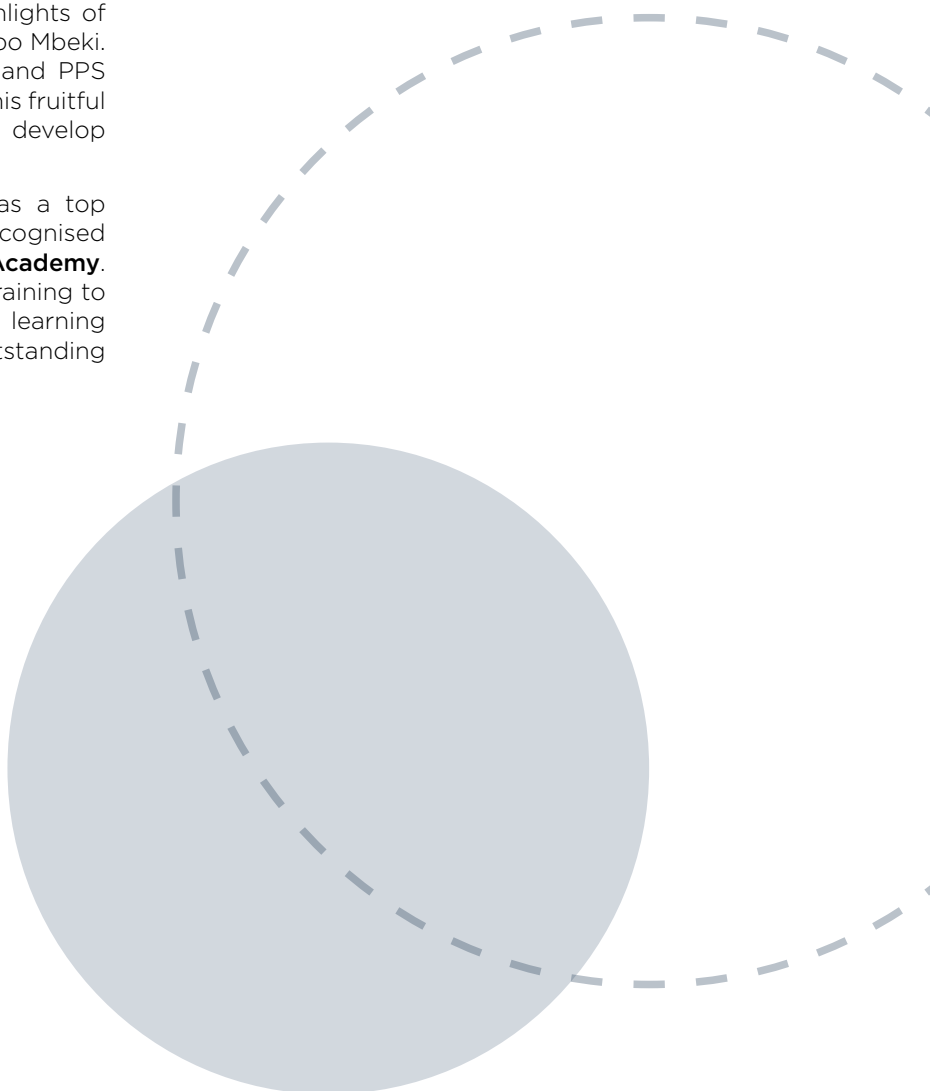 hlights of
bo Mbeki.
and PPS
his fruitful
develop
as a top
cognised
Academy.
raining to
learning
tstanding